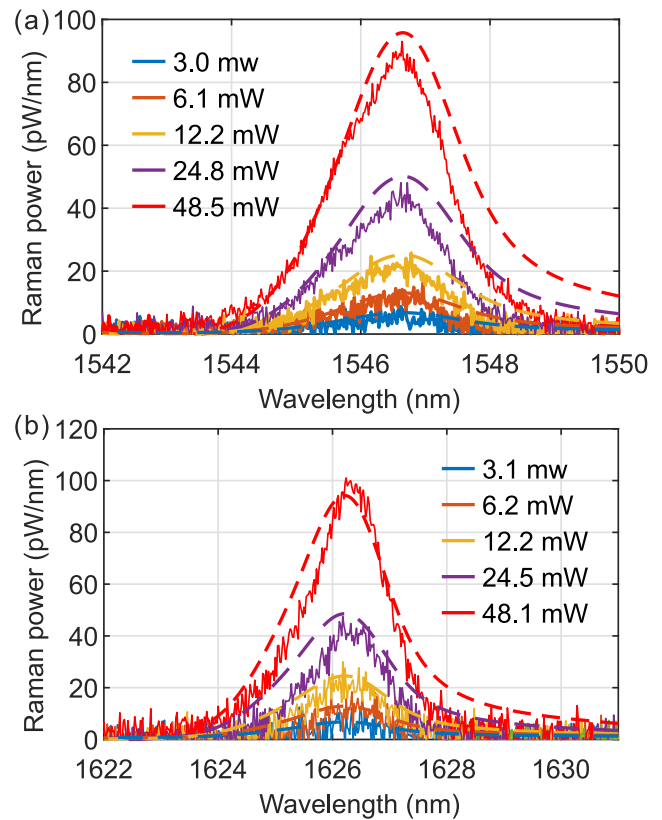 (a)
100
80
60
40
20
0
Raman power (pW/nm)
3.0 mw
6.1 mW
12.2 mW
24.8 mW
48.5 mW
1542 1544 1546 1548 1550
Wavelength (nm)
(b)
120
100
80
60
40
20
0
Raman power (pW/nm)
3.1 mw
6.2 mW
12.2 mW
24.5 mW
48.1 mW
1622 1624 1626 1628 1630
Wavelength (nm)